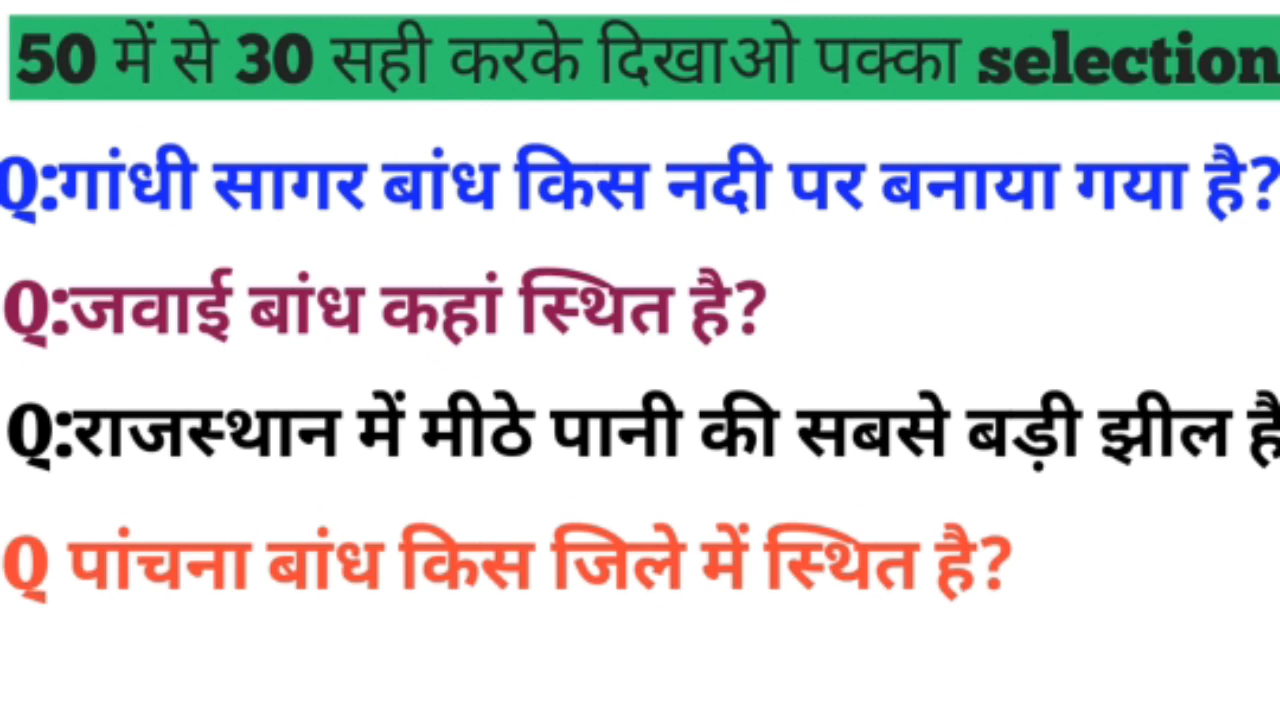 50 में से 30 सही करके दिखाओ पक्का selection
Q:गांधी सागर बांध किस नदी पर बनाया गया है?
Q:जवाई बांध कहां स्थित है?
Q:राजस्थान में मीठे पानी की सबसे बड़ी झील है
Q पांचना बांध किस जिले में स्थित है?